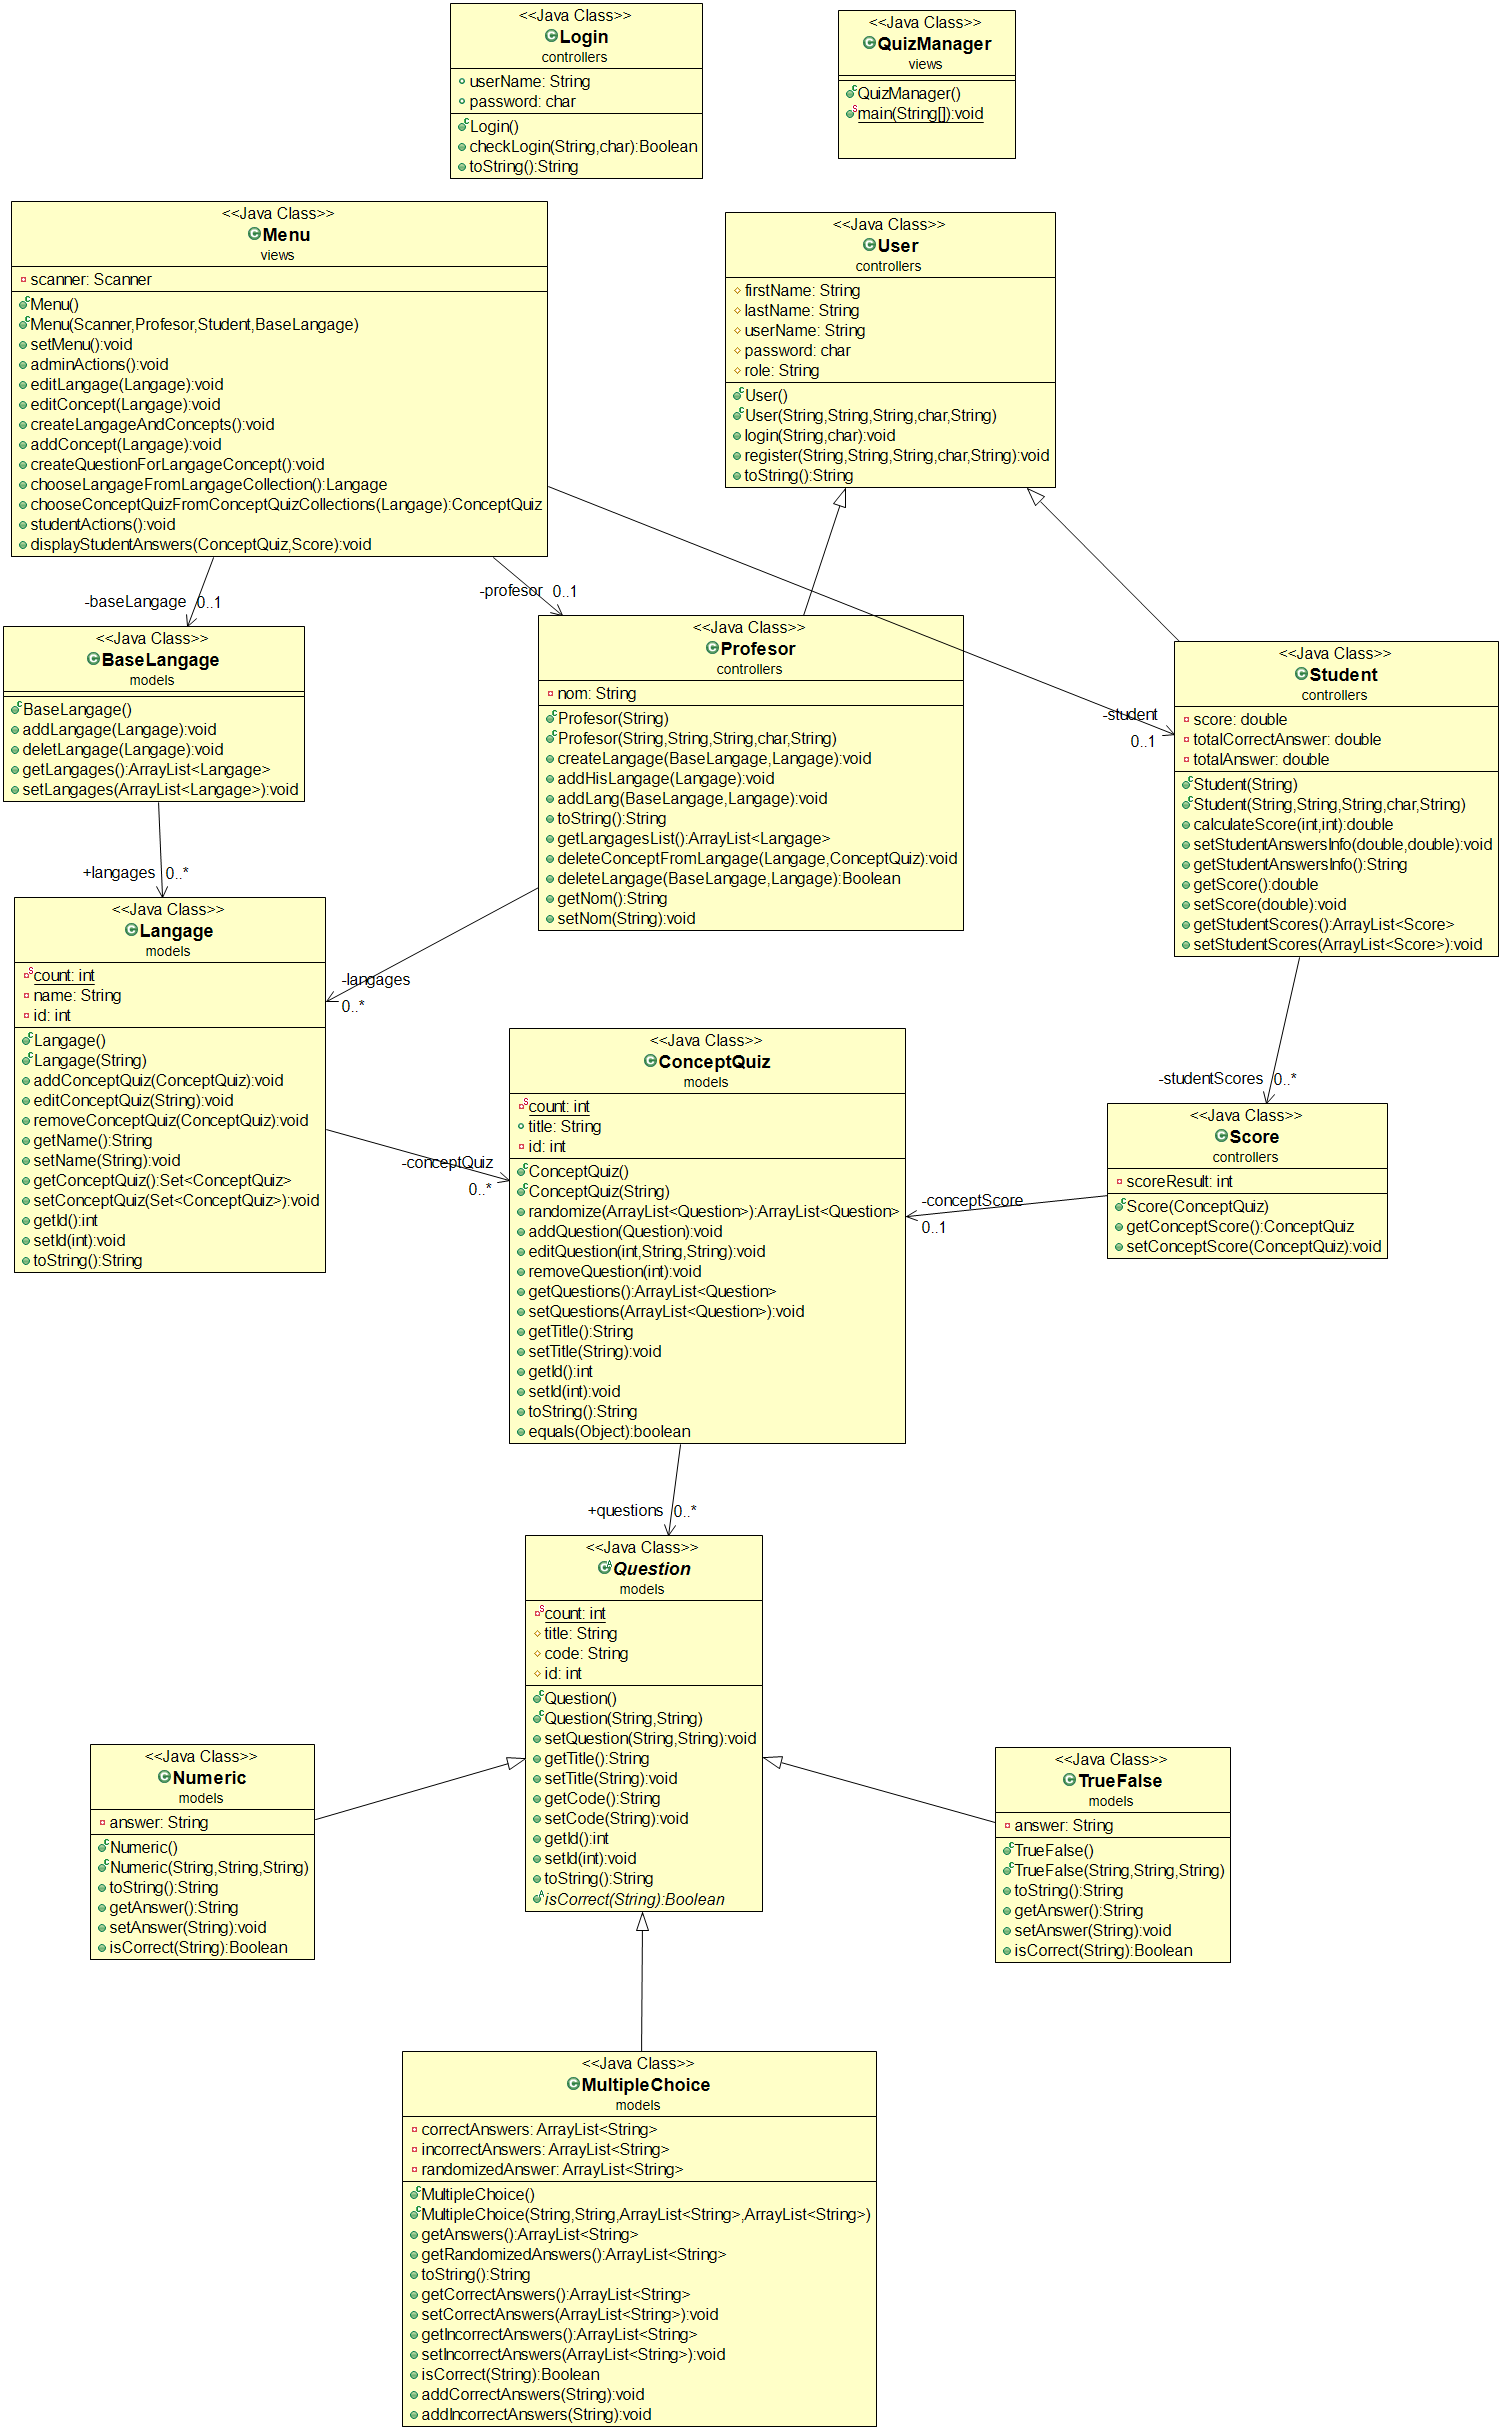 <<Java Class>>
Login
controllers
userName: String
password: char
Login()
checkLogin(String,char):Boolean
toString():String
<<Java Class>>
QuizManager
views
QuizManager()
main(String[]):void
<<Java Class>>
Menu
views
scanner: Scanner
Menu()
Menu(Scanner,Profesor,Student,BaseLangage)
setMenu():void
adminActions():void
editLangage(Langage):void
editConcept(Langage):void
createLangageAndConcepts():void
addConcept(Langage):void
createQuestionForLangageConcept():void
chooseLangageFromLangageCollection():Langage
chooseConceptQuizFromConceptQuizCollections(Langage):ConceptQuiz
studentActions():void
displayStudentAnswers(ConceptQuiz,Score):void
<<Java Class>>
User
controllers
firstName: String
lastName: String
userName: String
password: char
role: String
User()
User(String,String,String,char,String)
login(String,char):void
register(String,String,String,char,String):void
toString():String
-baseLangage 0..1
-profesor 0..1
-student
0..1
<<Java Class>>
BaseLangage
models
BaseLangage()
addLangage(Langage):void
deletLangage(Langage):void
getLangages():ArrayList<Langage>
setLangages(ArrayList<Langage>):void
<<Java Class>>
Profesor
controllers
nom: String
Profesor(String)
Profesor(String,String,String,char,String)
createLangage(BaseLangage,Langage):void
addHisLangage(Langage):void
addLang(BaseLangage,Langage):void
toString():String
getLangagesList():ArrayList<Langage>
deleteConceptFromLangage(Langage,ConceptQuiz):void
deleteLangage(BaseLangage,Langage):Boolean
getNom():String
setNom(String):void
<<Java Class>>
Student
controllers
score: double
totalCorrectAnswer: double
totalAnswer: double
Student(String)
Student(String,String,String,char,String)
calculateScore(int,int):double
setStudentAnswersInfo(double,double):void
getStudentAnswersInfo():String
getScore():double
setScore(double):void
getStudentScores():ArrayList<Score>
setStudentScores(ArrayList<Score>):void
+langages 0..*
-langages
0..*
<<Java Class>>
Langage
models
count: int
name: String
id: int
Langage()
Langage(String)
addConceptQuiz(ConceptQuiz):void
editConceptQuiz(String):void
removeConceptQuiz(ConceptQuiz):void
getName():String
setName(String):void
getConceptQuiz():Set<ConceptQuiz>
setConceptQuiz(Set<ConceptQuiz>):void
getId():int
setId(int):void
toString():String
-conceptQuiz
0..*
<<Java Class>>
ConceptQuiz
models
count: int
title: String
id: int
ConceptQuiz()
ConceptQuiz(String)
randomize(ArrayList<Question>):ArrayList<Question>
addQuestion(Question):void
editQuestion(int,String,String):void
removeQuestion(int):void
getQuestions():ArrayList<Question>
setQuestions(ArrayList<Question>):void
getTitle():String
setTitle(String):void
getId():int
setId(int):void
toString():String
equals(Object):boolean
-studentScores 0..*
-conceptScore
0..1
<<Java Class>>
Score
controllers
scoreResult: int
Score(ConceptQuiz)
getConceptScore():ConceptQuiz
setConceptScore(ConceptQuiz):void
+questions 0..*
<<Java Class>>
Question
models
count: int
title: String
code: String
id: int
Question()
Question(String,String)
setQuestion(String,String):void
getTitle():String
setTitle(String):void
getCode():String
setCode(String):void
getId():int
setId(int):void
toString():String
isCorrect(String):Boolean
<<Java Class>>
Numeric
models
answer: String
Numeric()
Numeric(String,String,String)
toString():String
getAnswer():String
setAnswer(String):void
isCorrect(String):Boolean
<<Java Class>>
TrueFalse
models
answer: String
TrueFalse()
TrueFalse(String,String,String)
toString():String
getAnswer():String
setAnswer(String):void
isCorrect(String):Boolean
<<Java Class>>
MultipleChoice
models
correctAnswers: ArrayList<String>
incorrectAnswers: ArrayList<String>
randomizedAnswer: ArrayList<String>
MultipleChoice()
MultipleChoice(String,String,ArrayList<String>,ArrayList<String>)
getAnswers():ArrayList<String>
getRandomizedAnswers():ArrayList<String>
toString():String
getCorrectAnswers():ArrayList<String>
setCorrectAnswers(ArrayList<String>):void
getIncorrectAnswers():ArrayList<String>
setIncorrectAnswers(ArrayList<String>):void
isCorrect(String):Boolean
addCorrectAnswers(String):void
addIncorrectAnswers(String):void